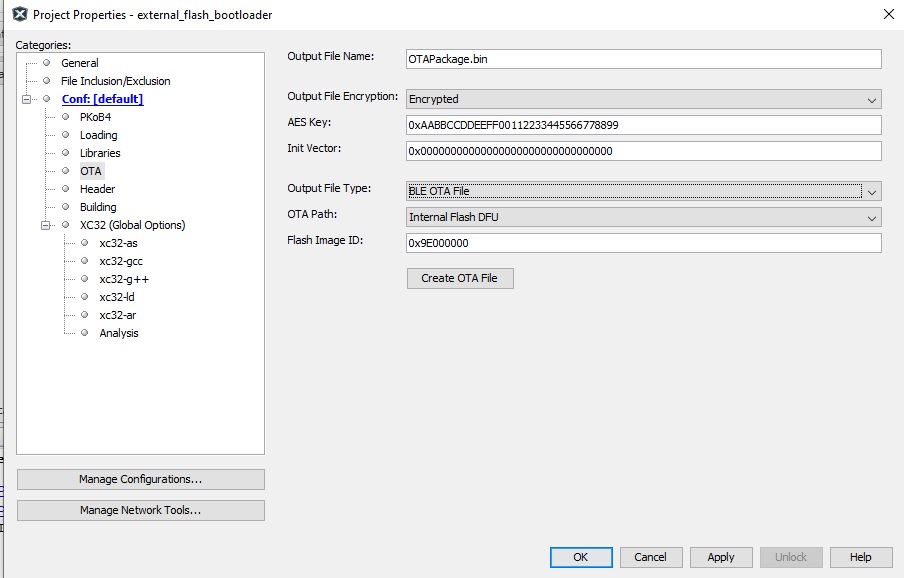 Project Properties - external_flash_bootloader
Categories:
General
File Inclusion/Exclusion
Conf: [default]
PKoB4
Loading
Libraries
OTA
Header
Building
XC32 (Global Options)
xc32-as
xc32-gcc
xc32-g++
xc32-ld
xc32-ar
Analysis
Manage Configurations...
Manage Network Tools...
Output File Name: OTAPackage.bin
Output File Encryption: Encrypted
AES Key: 0xAABBCCDDEEFF00112233445566778899
Init Vector: 0x00000000000000000000000000000000
Output File Type: BLE OTA File
OTA Path: Internal Flash DFU
Flash Image ID: 0x9E000000
Create OTA File
OK Cancel Apply Unlock Help